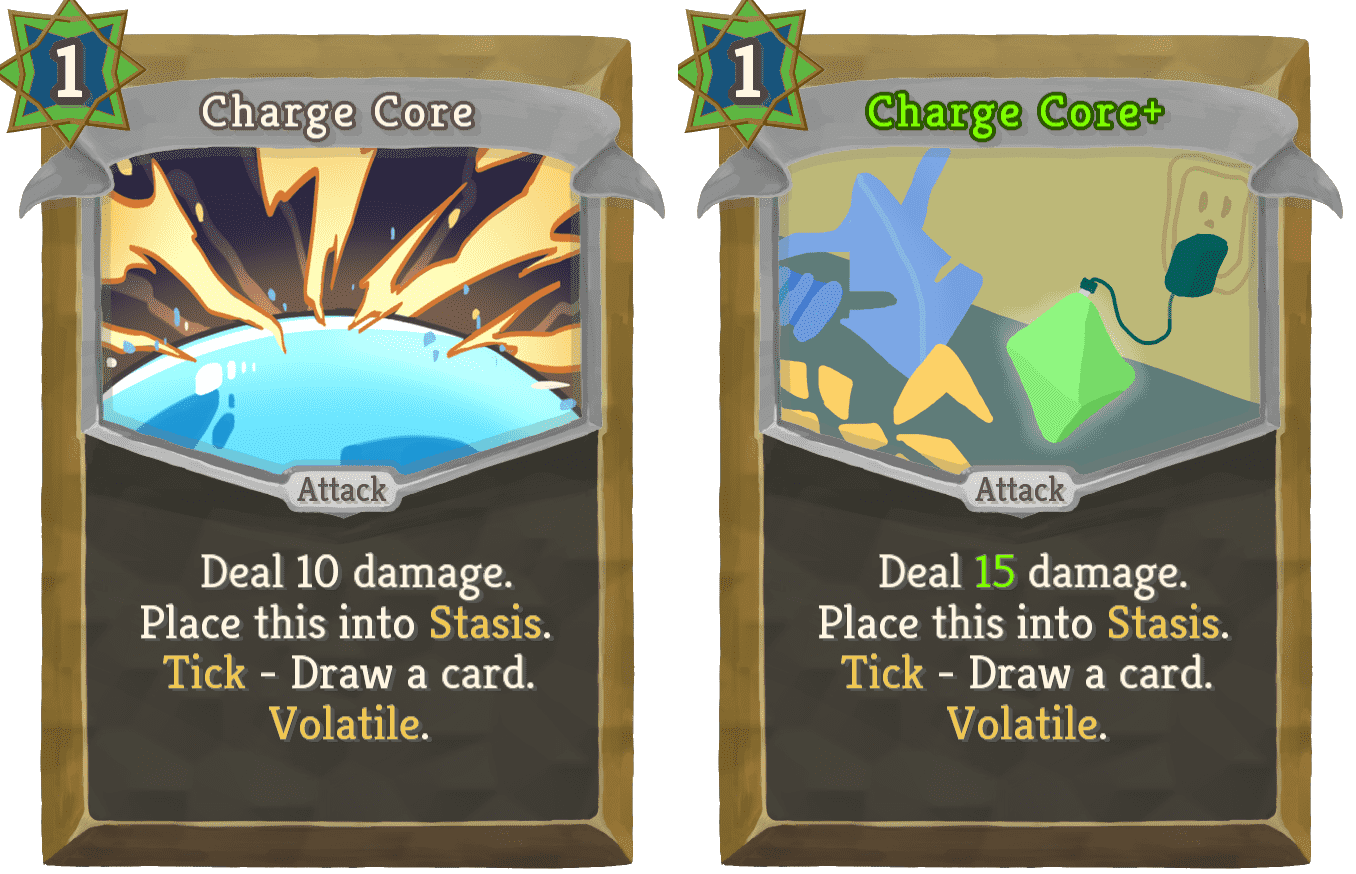 1
Charge Core
Attack
Deal 10 damage.
Place this into Stasis.
Tick - Draw a card.
Volatile.
1
Charge Core+
Attack
Deal 15 damage.
Place this into Stasis.
Tick - Draw a card.
Volatile.